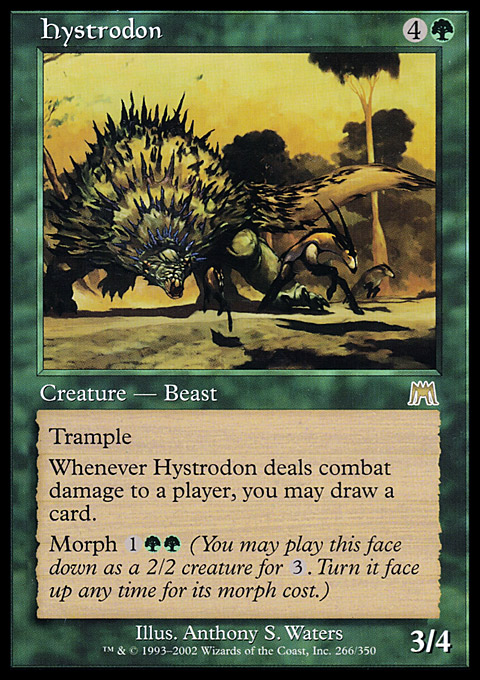 Hystrodon 4
Creature — Beast
Trample
Whenever Hystrodon deals combat
damage to a player, you may draw a
card.
Morph 1 (You may play this face
down as a 2/2 creature for 3. Turn it face
up any time for its morph cost.)
Illus. Anthony S. Waters
™ & © 1993–2002 Wizards of the Coast, Inc. 266/350
3/4